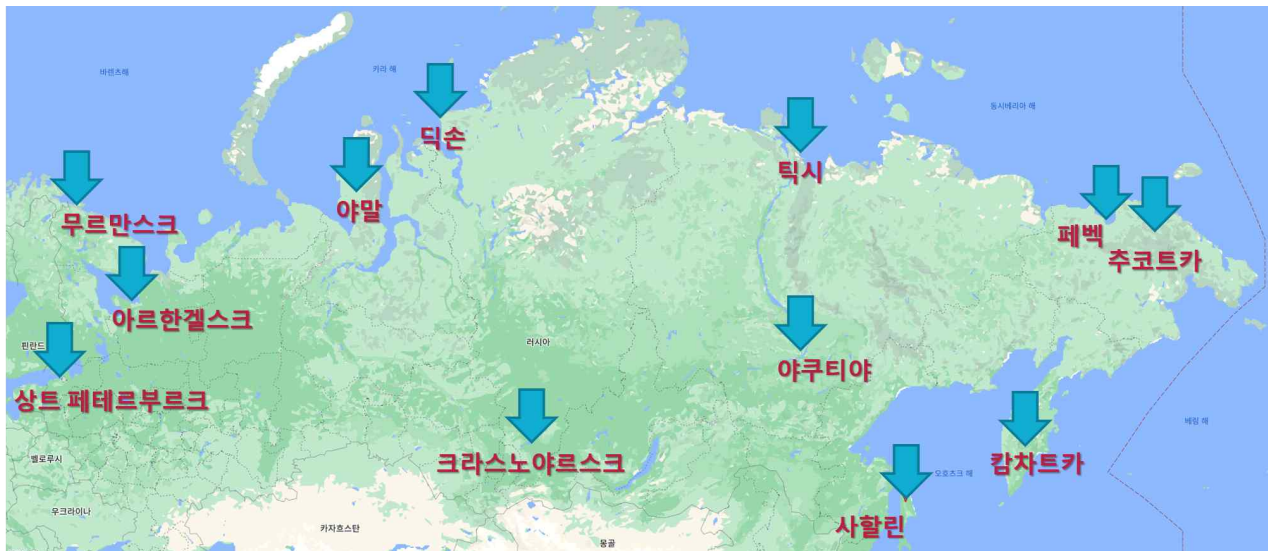 바렌츠해
카라 해
동시베리아 해
딕손
틱시
야말
무르만스크
페벡
추코트카
아르한겔스크
핀란드
러시아
야쿠티야
상트 페테르부르크
베링 해
벨로루시
크라스노야르스크
캄차트카
오호츠크 해
우크라이나
카자흐스탄
사할린
몽골